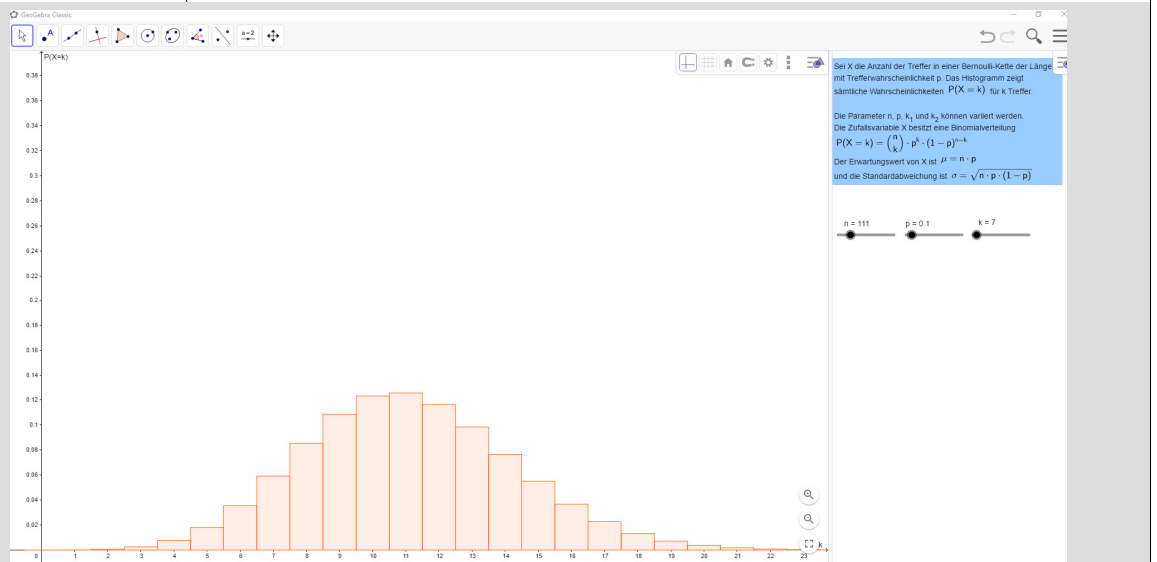 GeoGebra Classic
A
a=2
P(X=k)
0.38
0.36
0.34
0.32
0.3
0.28
0.26
0.24
0.22
0.2
0.18
0.16
0.14
0.12
0.1
0.08
0.06
0.04
0.02
0 1 2 3 4 5 6 7 8 9 10 11 12 13 14 15 16 17 18 19 20 21 22 23 k
Sei X die Anzahl der Treffer in einer Bernoulli-Kette der Länge
mit Trefferwahrscheinlichkeit p. Das Histogramm zeigt
sämtliche Wahrscheinlichkeiten P(X = k) für k Treffer.
Die Parameter n, p, k₁ und k₂ können variiert werden.
Die Zufallsvariable X besitzt eine Binomialverteilung
P(X = k) = (n k) · pᵏ · (1 − p)ⁿ⁻ᵏ
Der Erwartungswert von X ist μ = n · p
und die Standardabweichung ist σ = √(n · p · (1 − p))
n = 111 p = 0.1 k = 7